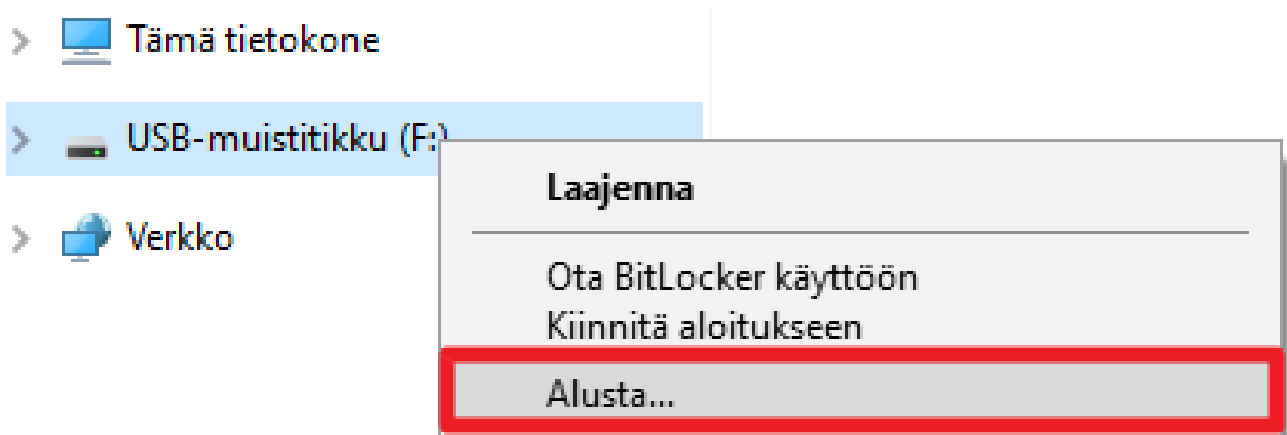 Tämä tietokone
USB-muistitikku (F:)
Verkko
Laajenna
Ota BitLocker käyttöön
Kiinnitä aloitukseen
Alusta...